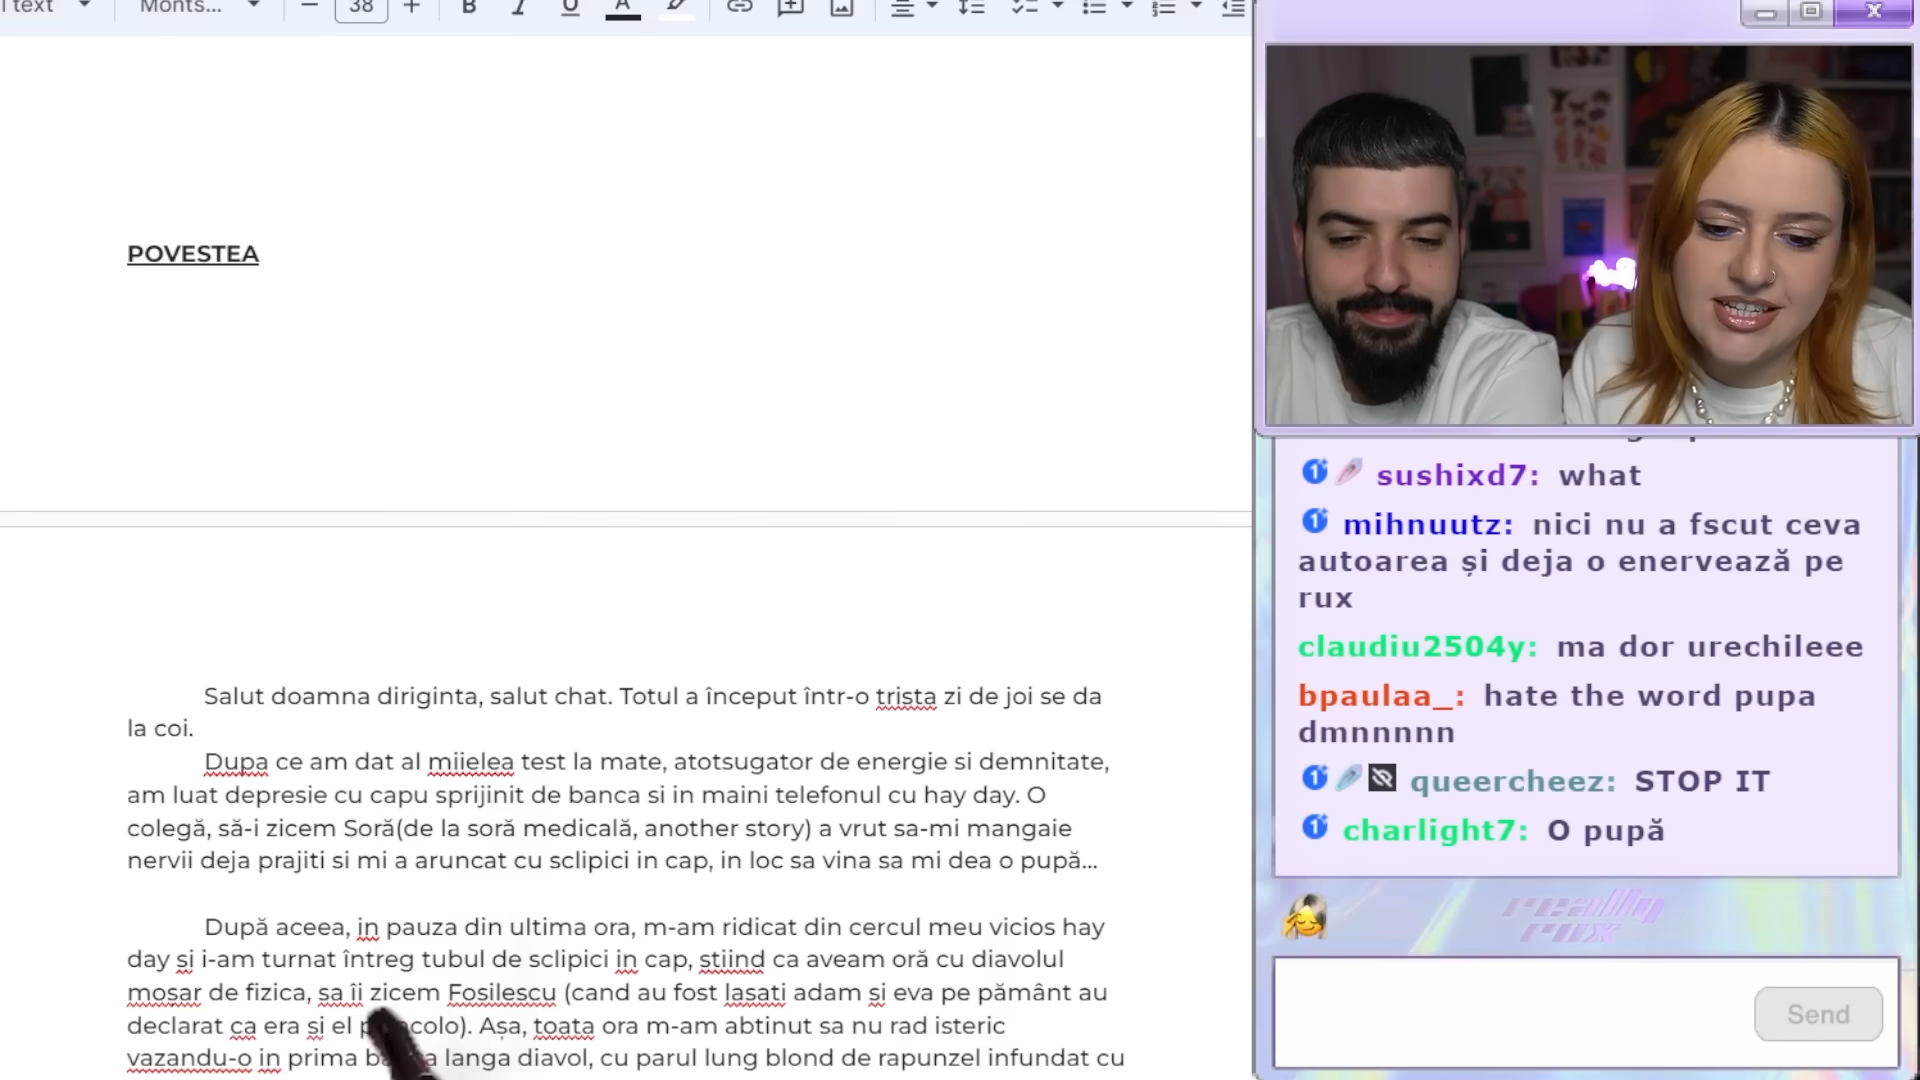 text Monts... 38 B I U A
POVESTEA
Salut doamna diriginta, salut chat. Totul a început într-o trista zi de joi se da
la coi.
Dupa ce am dat al miielea test la mate, atotsugator de energie si demnitate,
am luat depresie cu capu sprijinit de banca si in maini telefonul cu hay day. O
colegă, să-i zicem Soră(de la soră medicală, another story) a vrut sa-mi mangaie
nervii deja prajiti si mi a aruncat cu sclipici in cap, in loc sa vina sa mi dea o pupă...
După aceea, in pauza din ultima ora, m-am ridicat din cercul meu vicios hay
day și i-am turnat întreg tubul de sclipici in cap, stiind ca aveam oră cu diavolul
moșar de fizica, sa îi zicem Fosilescu (cand au fost lasati adam și eva pe pământ au
declarat ca era și el colo). Așa, toata ora m-am abtinut sa nu rad isteric
vazandu-o in prima langa diavol, cu parul lung blond de rapunzel infundat cu
sushixd7: what
mihnuutz: nici nu a fscut ceva
autoarea și deja o enervează pe
rux
claudiu2504y: ma dor urechileee
bpaulaa_: hate the word pupa
dmnnnnn
queercheez: STOP IT
charlight7: O pupă
really
rux
Send